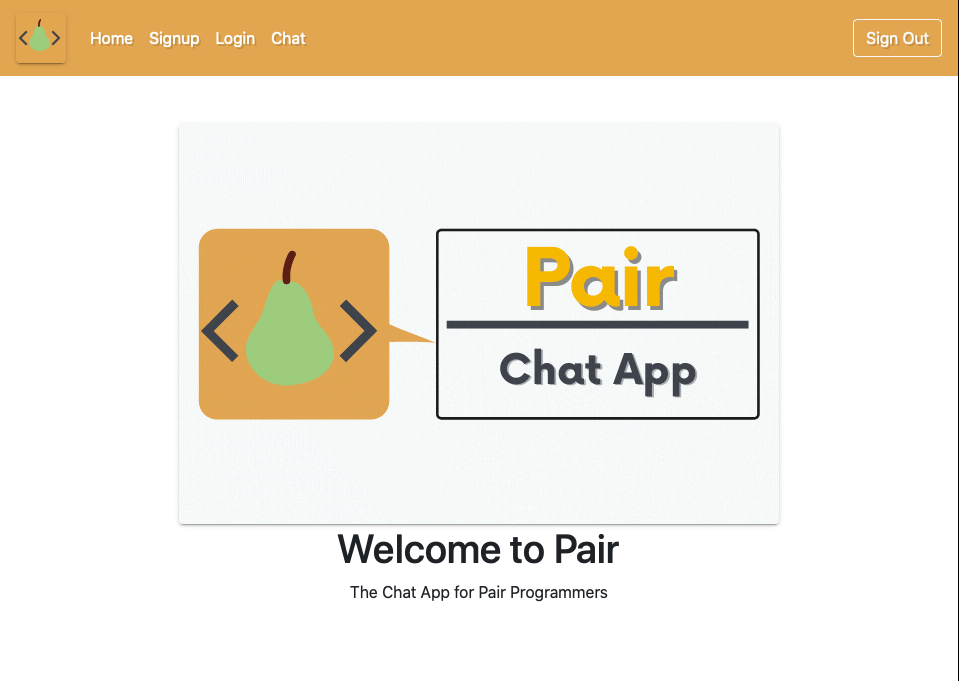 Home Signup Login Chat Sign Out
Pair
Chat App
Welcome to Pair
The Chat App for Pair Programmers